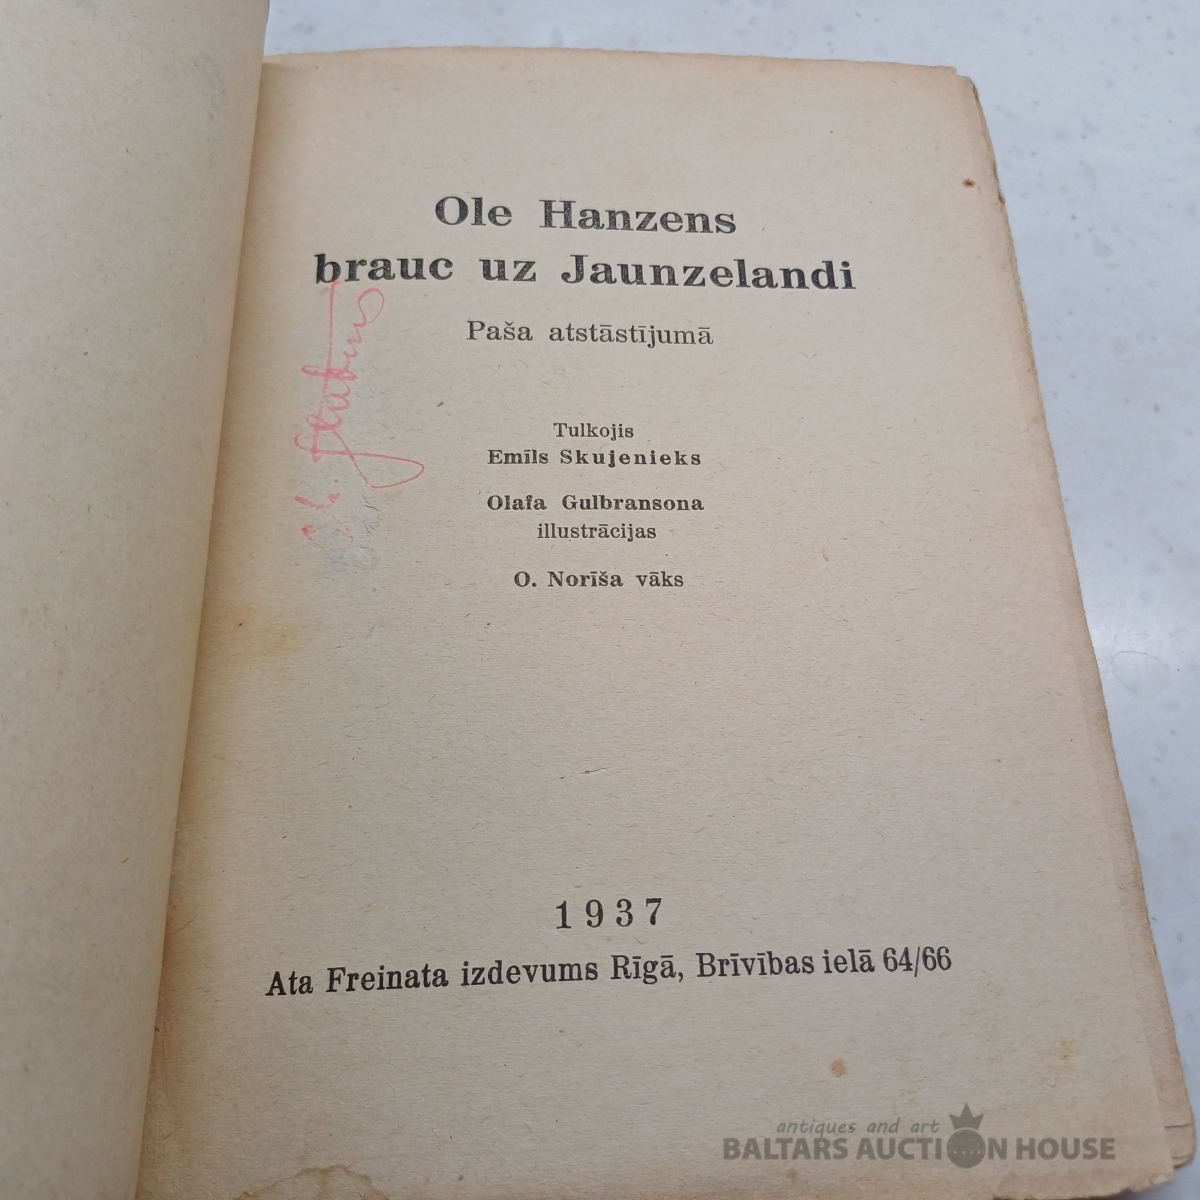 Ole Hanzens
brauc uz Jaunzelandi
Paša atstāstījumā
Tulkojis
Emīls Skujenieks
Olafa Gulbransona
illustrācijas
O. Norīša vāks
1937
Ata Freinata izdevums Rīgā, Brīvības ielā 64/66
antiques and art
BALTARS AUCTION HOUSE